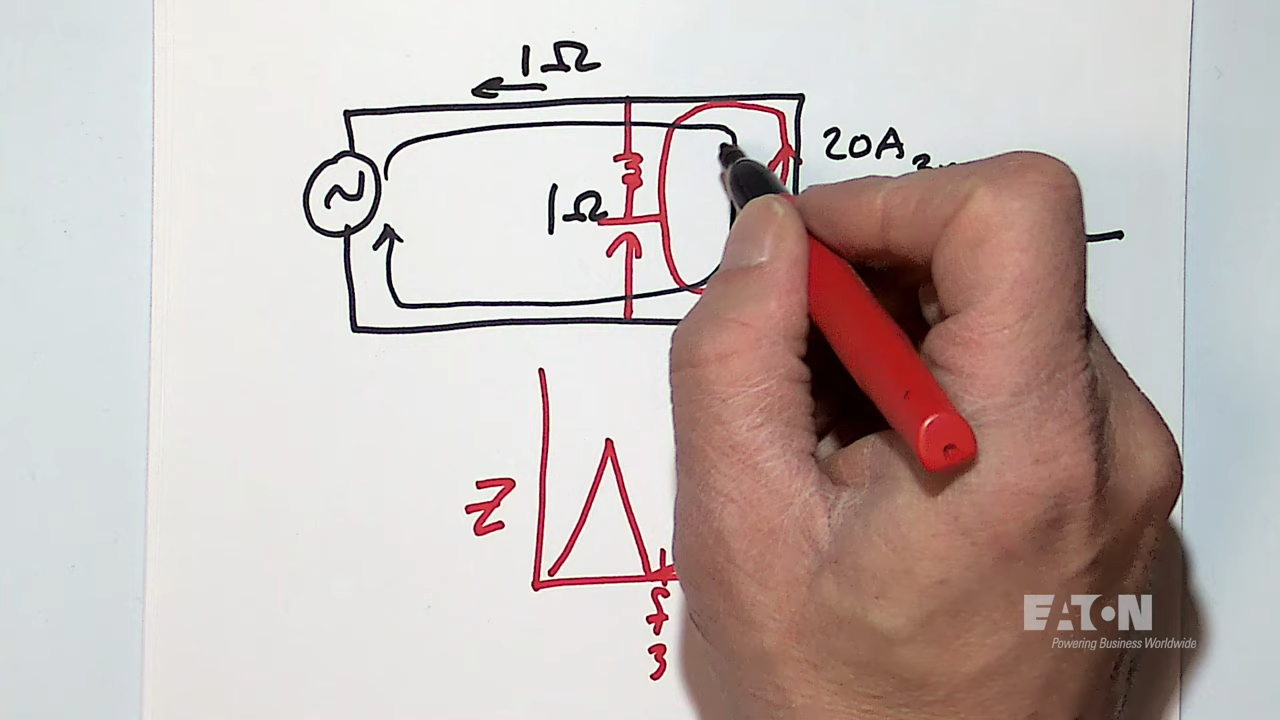 1Ω
20A
1Ω
Z
f
3
EATON
Powering Business Worldwide